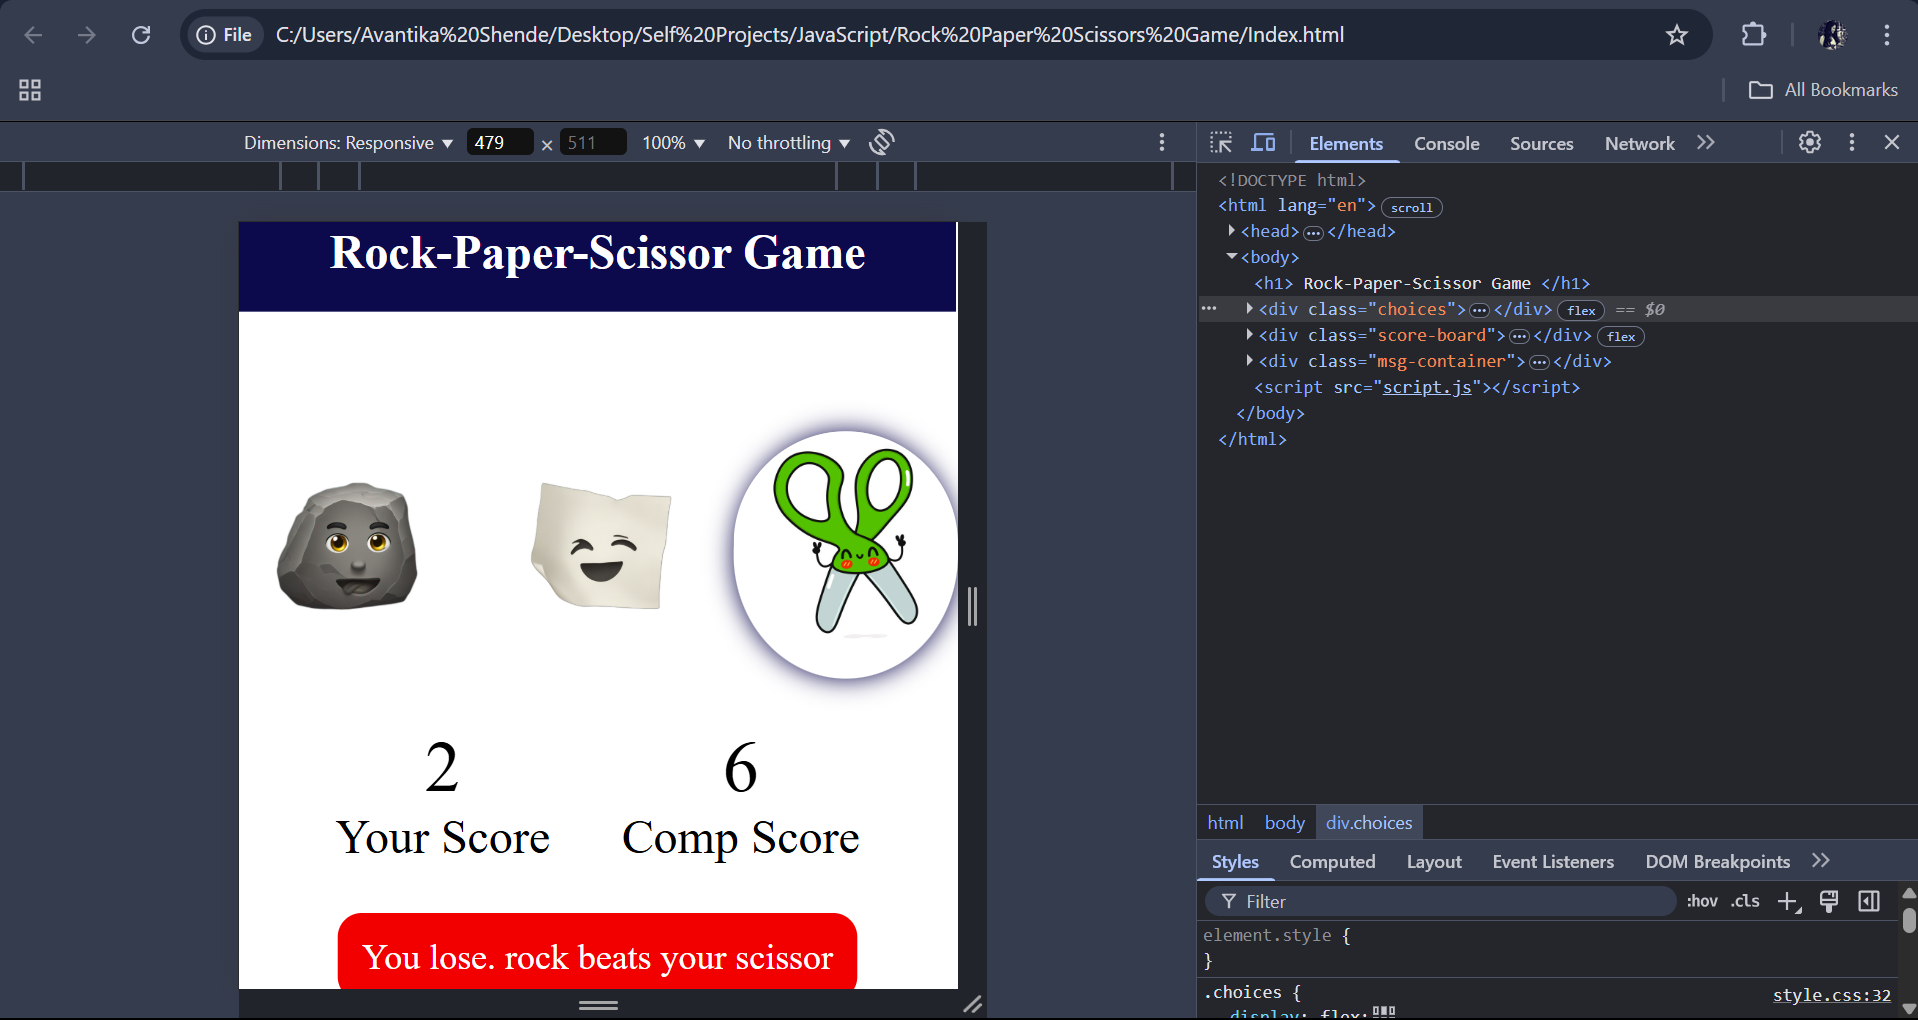 File C:/Users/Avantika%20Shende/Desktop/Self%20Projects/JavaScript/Rock%20Paper%20Scissors%20Game/Index.html
All Bookmarks
Dimensions: Responsive 479 × 511 100% No throttling
Elements Console Sources Network
Rock-Paper-Scissor Game
2 6
Your Score Comp Score
You lose. rock beats your scissor
<!DOCTYPE html>
<html lang="en"> scroll
<head> ••• </head>
<body>
<h1> Rock-Paper-Scissor Game </h1>
••• <div class="choices"> ••• </div> flex == $0
<div class="score-board"> ••• </div> flex
<div class="msg-container"> ••• </div>
<script src="script.js"></script>
</body>
</html>
html body div.choices
Styles Computed Layout Event Listeners DOM Breakpoints
Filter :hov .cls
element.style {
}
.choices { style.css:32
display: flex;